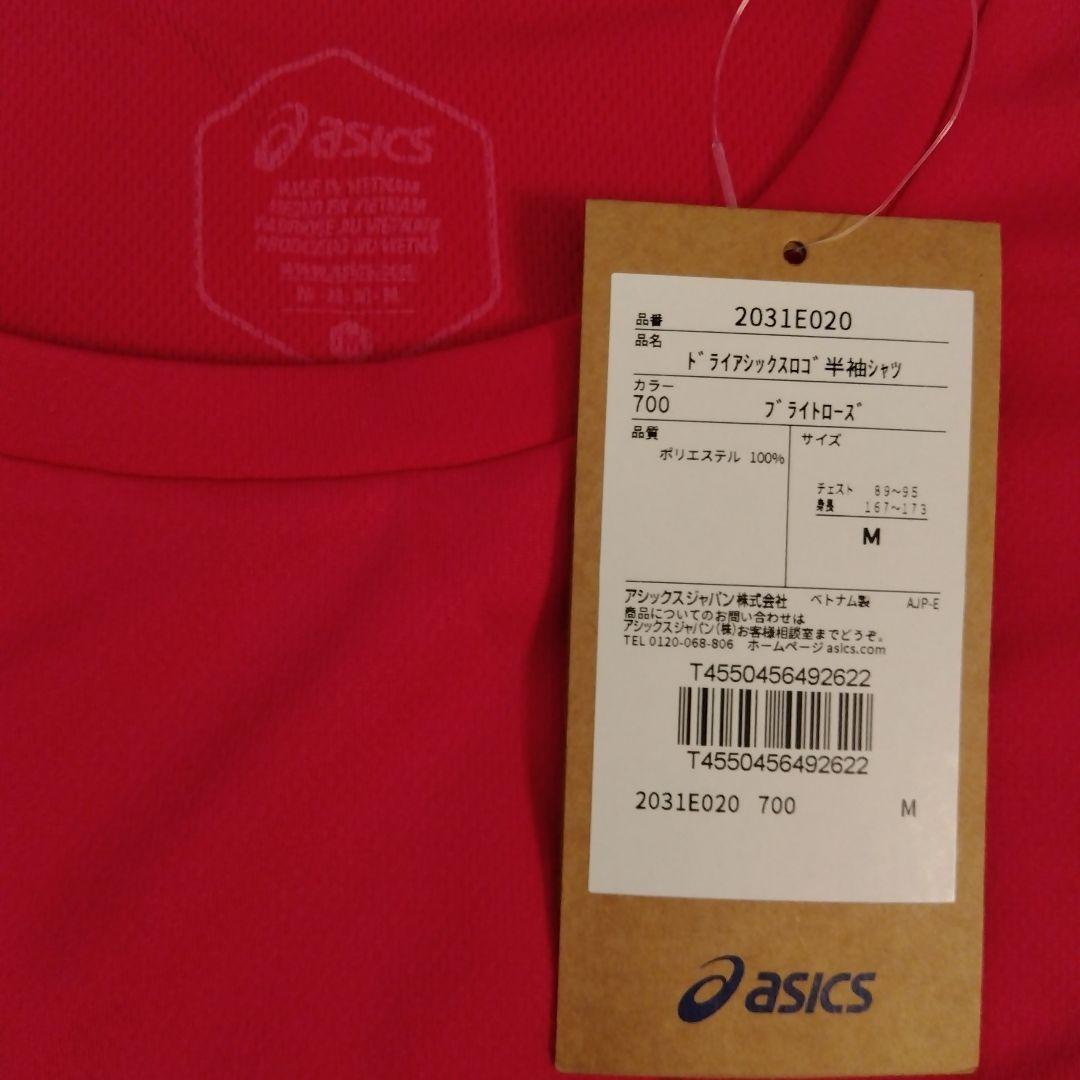 asics
MADE IN VIETNAM
品番 2031E020
品名
ﾄﾞﾗｲｱｼｯｸｽﾛｺﾞ半袖ｼｬﾂ
カラー
700 ﾌﾞﾗｲﾄﾛｰｽﾞ
品質
ポリエステル 100%
サイズ
チェスト 89~95
身長 167~173
M
アシックスジャパン株式会社 ベトナム製 AJP-E
商品についてのお問い合わせは
アシックスジャパン(株)お客様相談室までどうぞ。
TEL 0120-068-806 ホームページasics.com
T4550456492622
T4550456492622
2031E020 700 M
asics